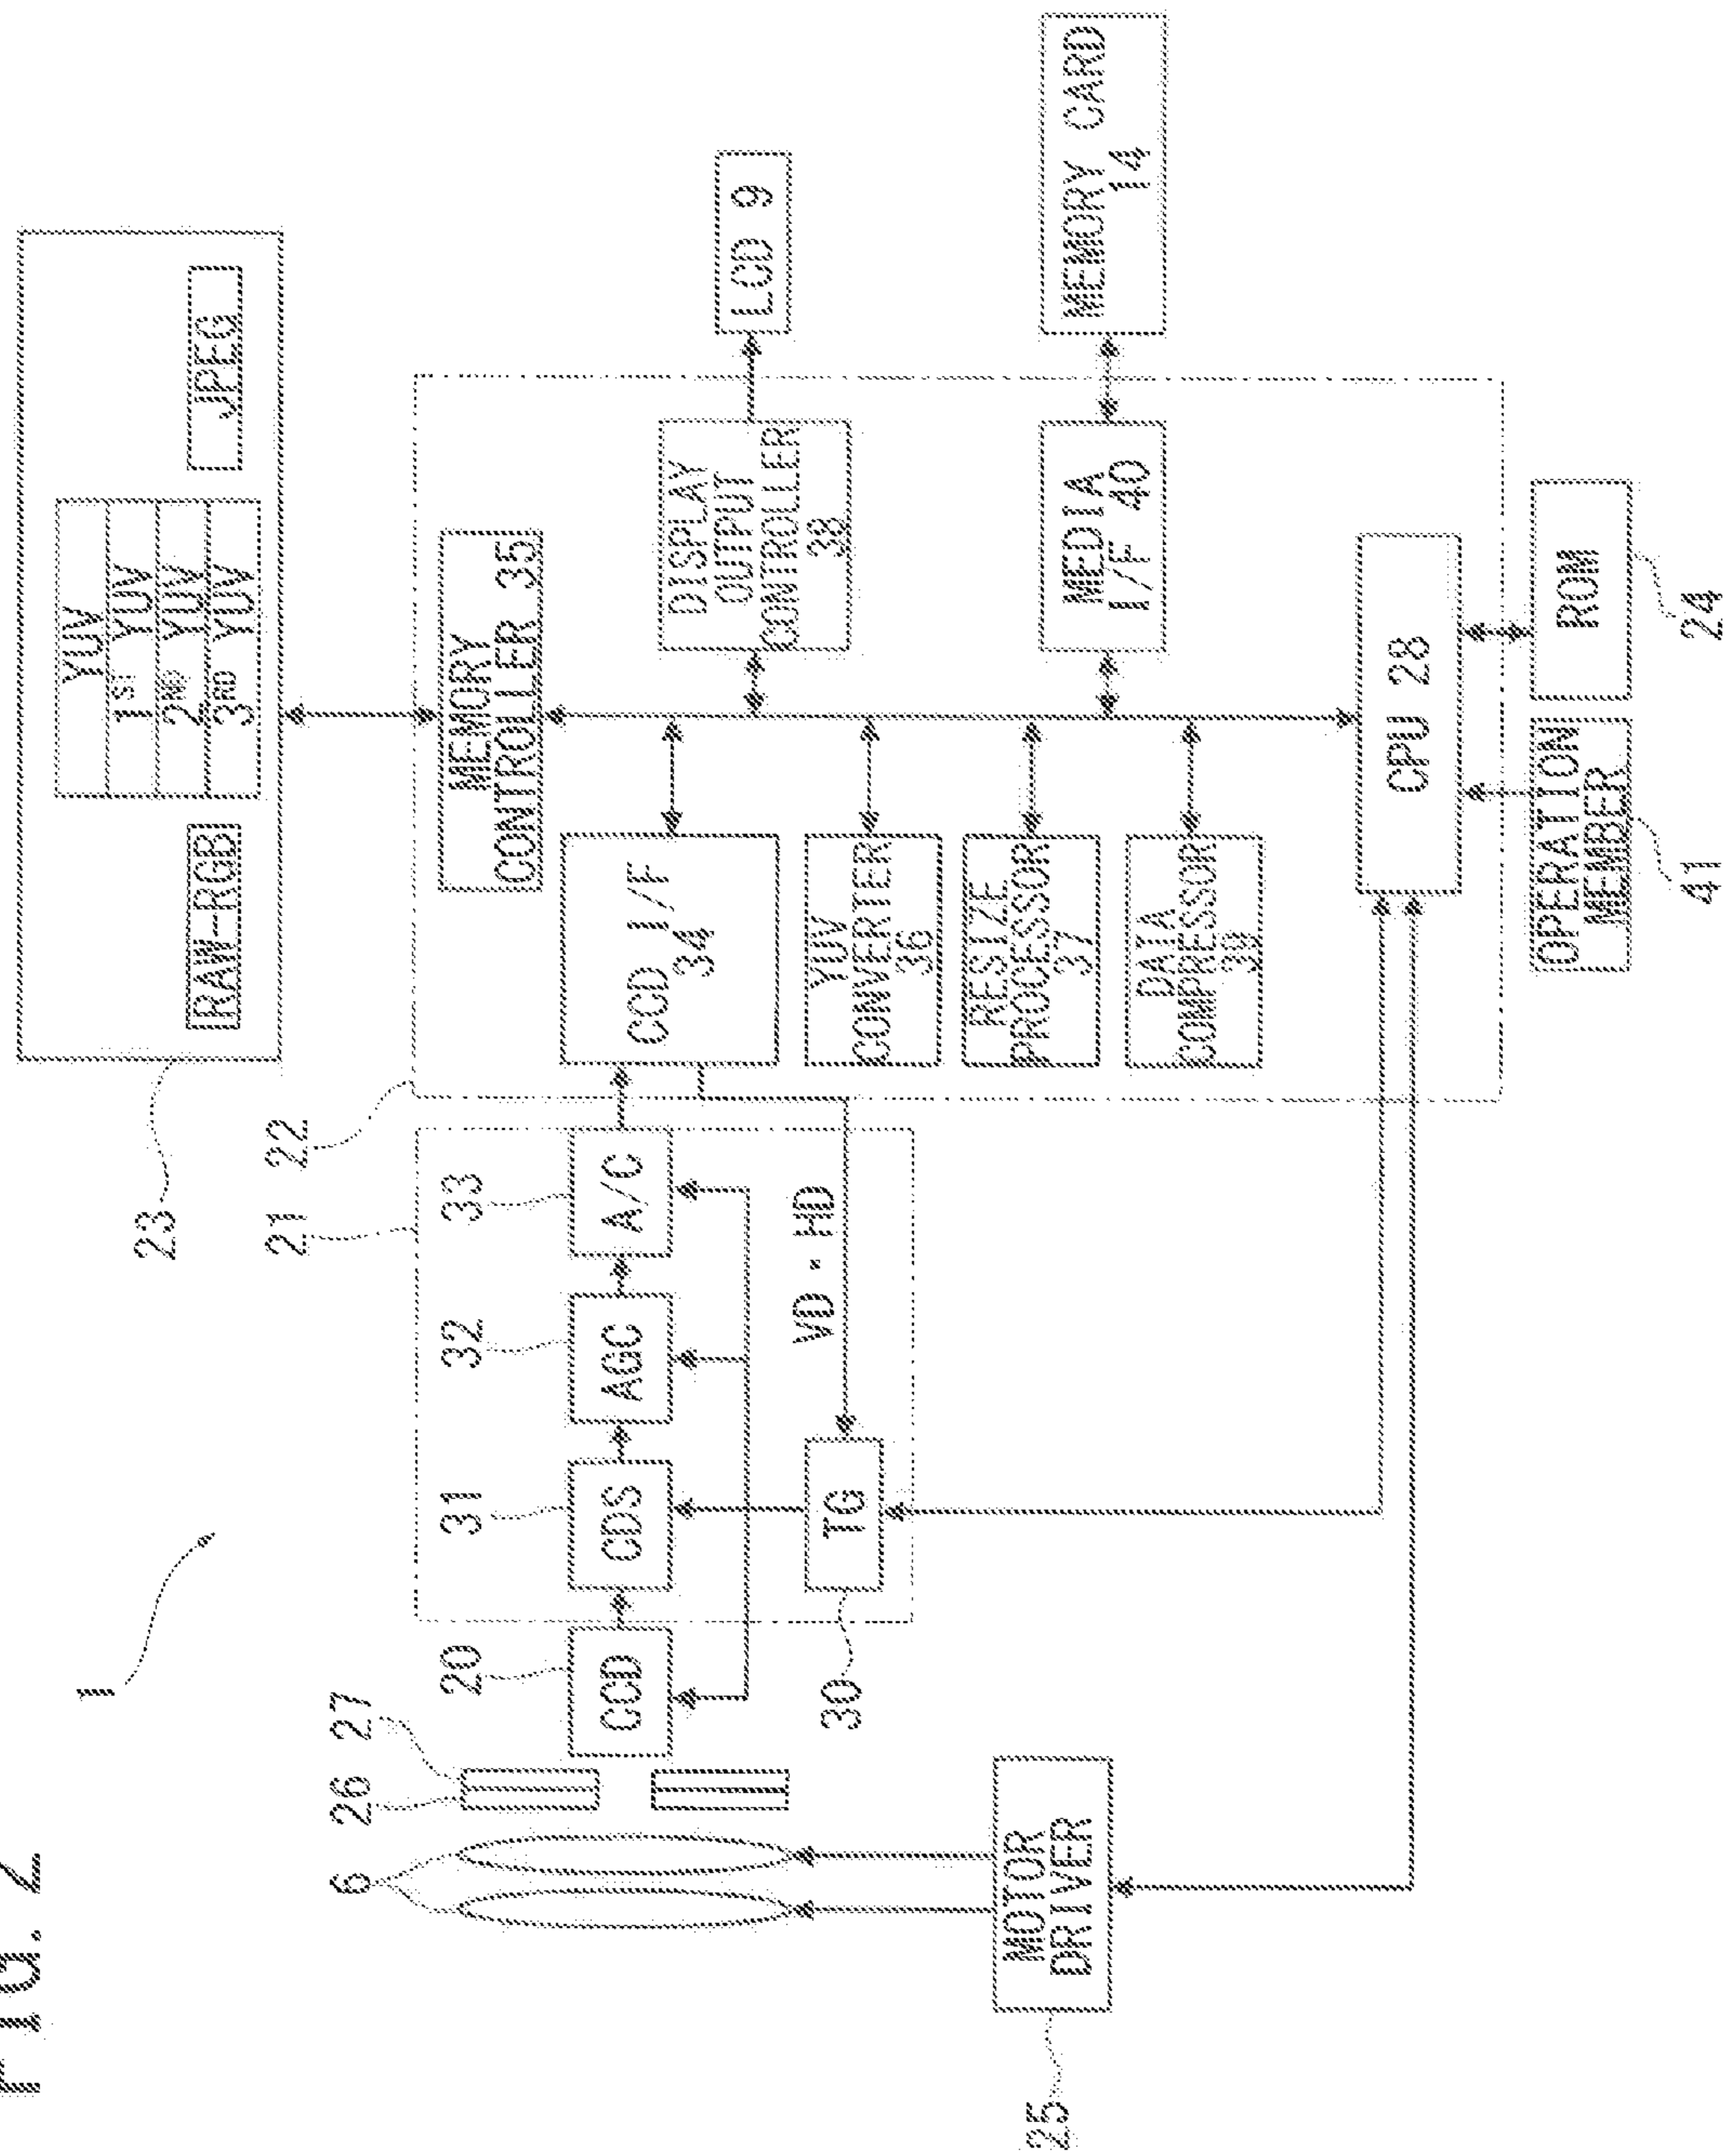 FIG. 2
1
23
RAW-RGB
YUV
1ST YUV
2ND YUV
3RD YUV
JPEG
22
21
6
26
27
20
31
32
33
CCD
CDS
AGC
A/C
TG
30
VD・HD
MEMORY
CONTROLLER 35
CCD I/F
34
YUV
CONVERTER
36
RESIZE
PROCESSOR
37
DATA
COMPRESSOR
39
DISPLAY
OUTPUT
CONTROLLER
38
LCD 9
MEDIA
I/F 40
MEMORY CARD
14
CPU 28
MOTOR
DRIVER
25
OPERATION
MEMBER
41
ROM
24